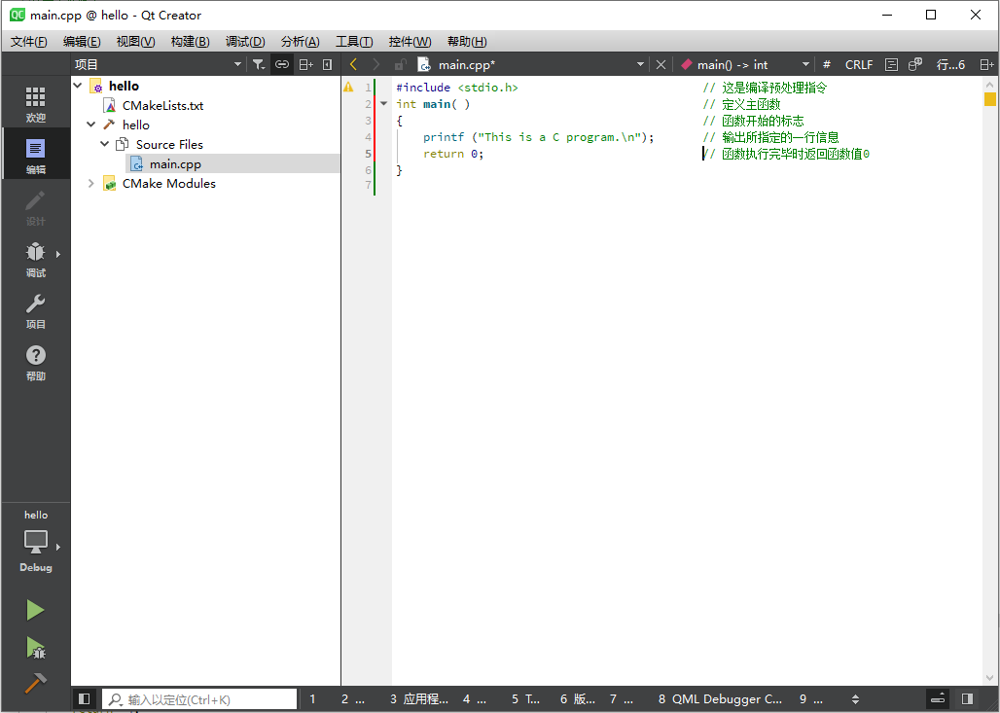 main.cpp @ hello - Qt Creator
文件(F) 编辑(E) 视图(V) 构建(B) 调试(D) 分析(A) 工具(T) 控件(W) 帮助(H)
项目
main.cpp*
main() -> int
# CRLF 行...6
欢迎
编辑
设计
调试
项目
帮助
hello
Debug
hello
CMakeLists.txt
hello
Source Files
main.cpp
CMake Modules
1 #include <stdio.h> // 这是编译预处理指令
2 int main( ) // 定义主函数
3 { // 函数开始的标志
4 printf ("This is a C program.\n"); // 输出所指定的一行信息
5 return 0; // 函数执行完毕时返回函数值0
6 }
7
输入以定位(Ctrl+K) 1 2 ... 3 应用程... 4 ... 5 T... 6 版... 7 ... 8 QML Debugger C... 9 ...